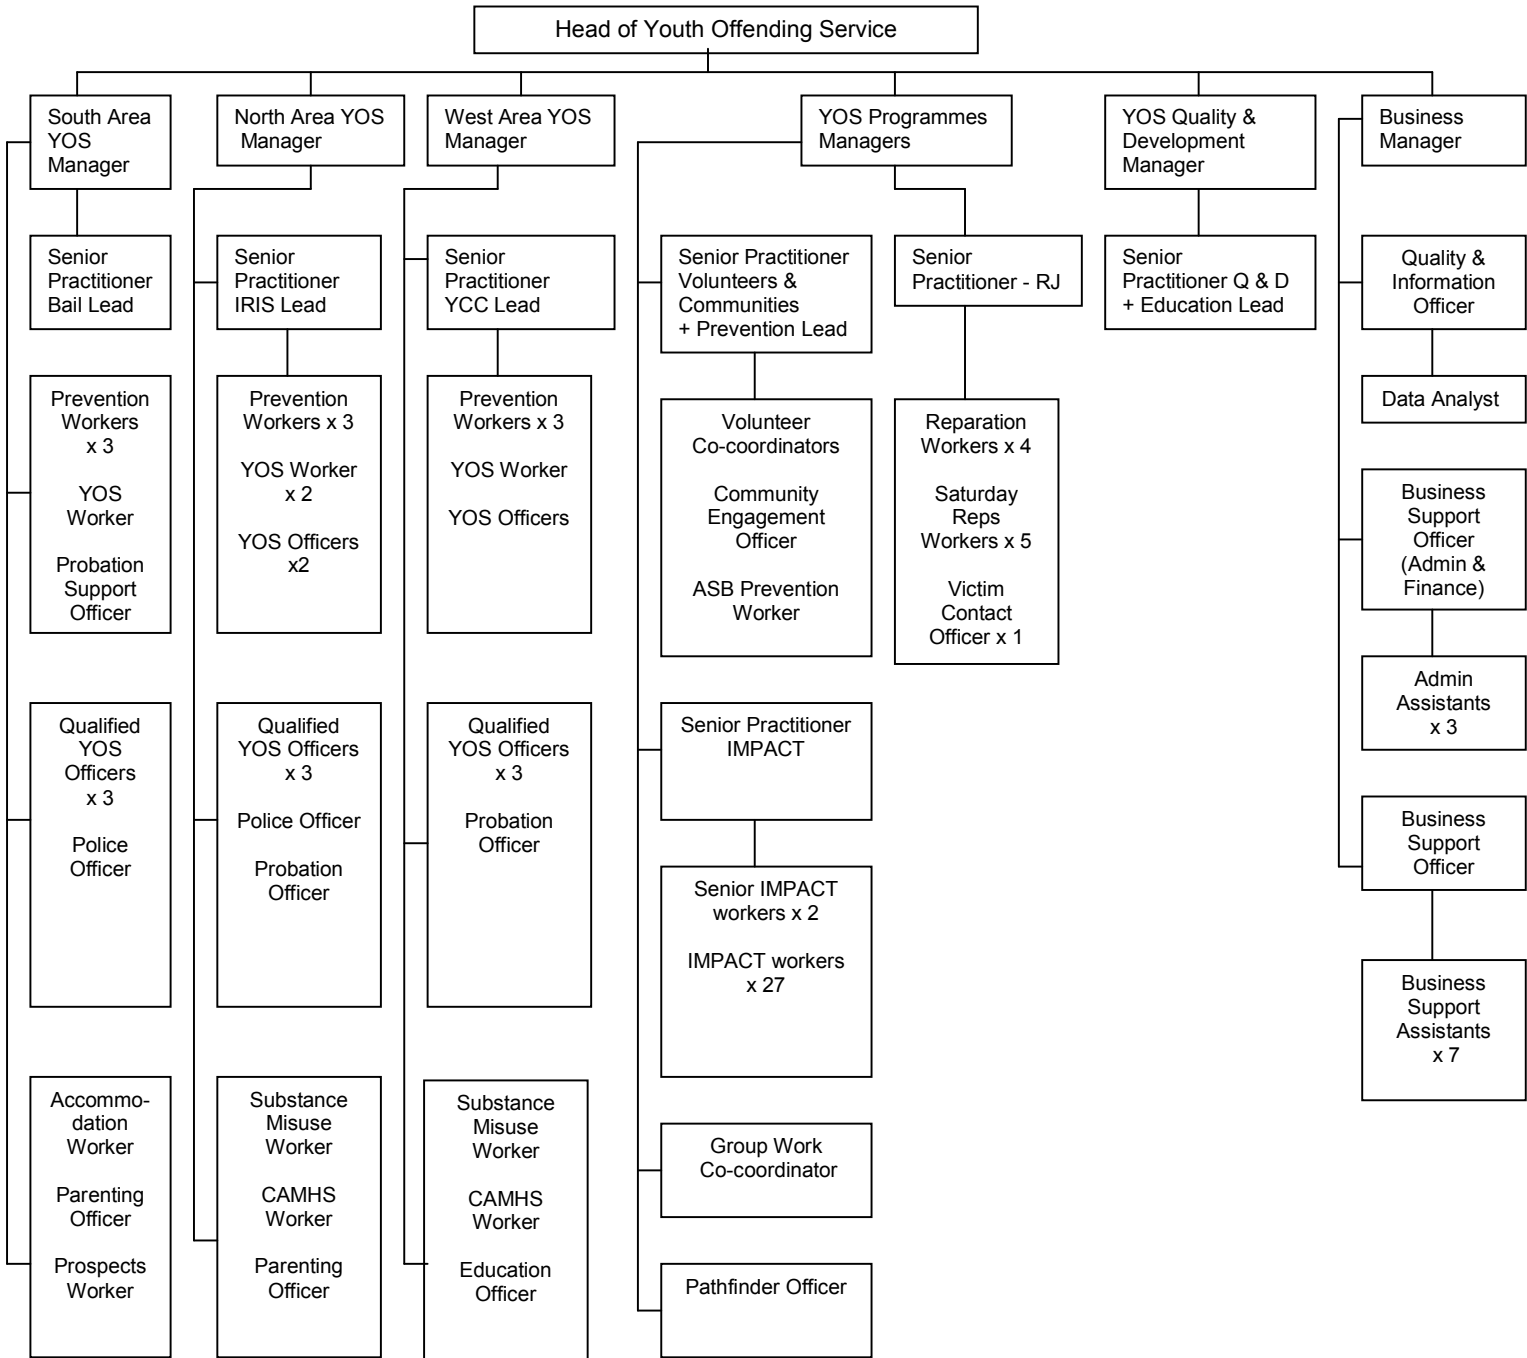 Head of Youth Offending Service
South Area
YOS
Manager
North Area YOS
Manager
West Area YOS
Manager
YOS Programmes
Managers
YOS Quality &
Development
Manager
Business
Manager
Senior
Practitioner
Bail Lead
Senior
Practitioner
IRIS Lead
Senior
Practitioner
YCC Lead
Senior Practitioner
Volunteers &
Communities
+ Prevention Lead
Senior
Practitioner - RJ
Senior
Practitioner Q & D
+ Education Lead
Quality &
Information
Officer
Prevention
Workers
x 3
YOS
Worker
Probation
Support
Officer
Prevention
Workers x 3
YOS Worker
x 2
YOS Officers
x2
Prevention
Workers x 3
YOS Worker
YOS Officers
Volunteer
Co-coordinators
Community
Engagement
Officer
ASB Prevention
Worker
Reparation
Workers x 4
Saturday
Reps
Workers x 5
Victim
Contact
Officer x 1
Data Analyst
Business
Support
Officer
(Admin &
Finance)
Admin
Assistants
x 3
Qualified
YOS
Officers
x 3
Police
Officer
Qualified
YOS Officers
x 3
Police Officer
Probation
Officer
Qualified
YOS Officers
x 3
Probation
Officer
Senior Practitioner
IMPACT
Senior IMPACT
workers x 2
IMPACT workers
x 27
Business
Support
Officer
Business
Support
Assistants
x 7
Accommo-
dation
Worker
Parenting
Officer
Prospects
Worker
Substance
Misuse
Worker
CAMHS
Worker
Parenting
Officer
Substance
Misuse
Worker
CAMHS
Worker
Education
Officer
Group Work
Co-coordinator
Pathfinder Officer